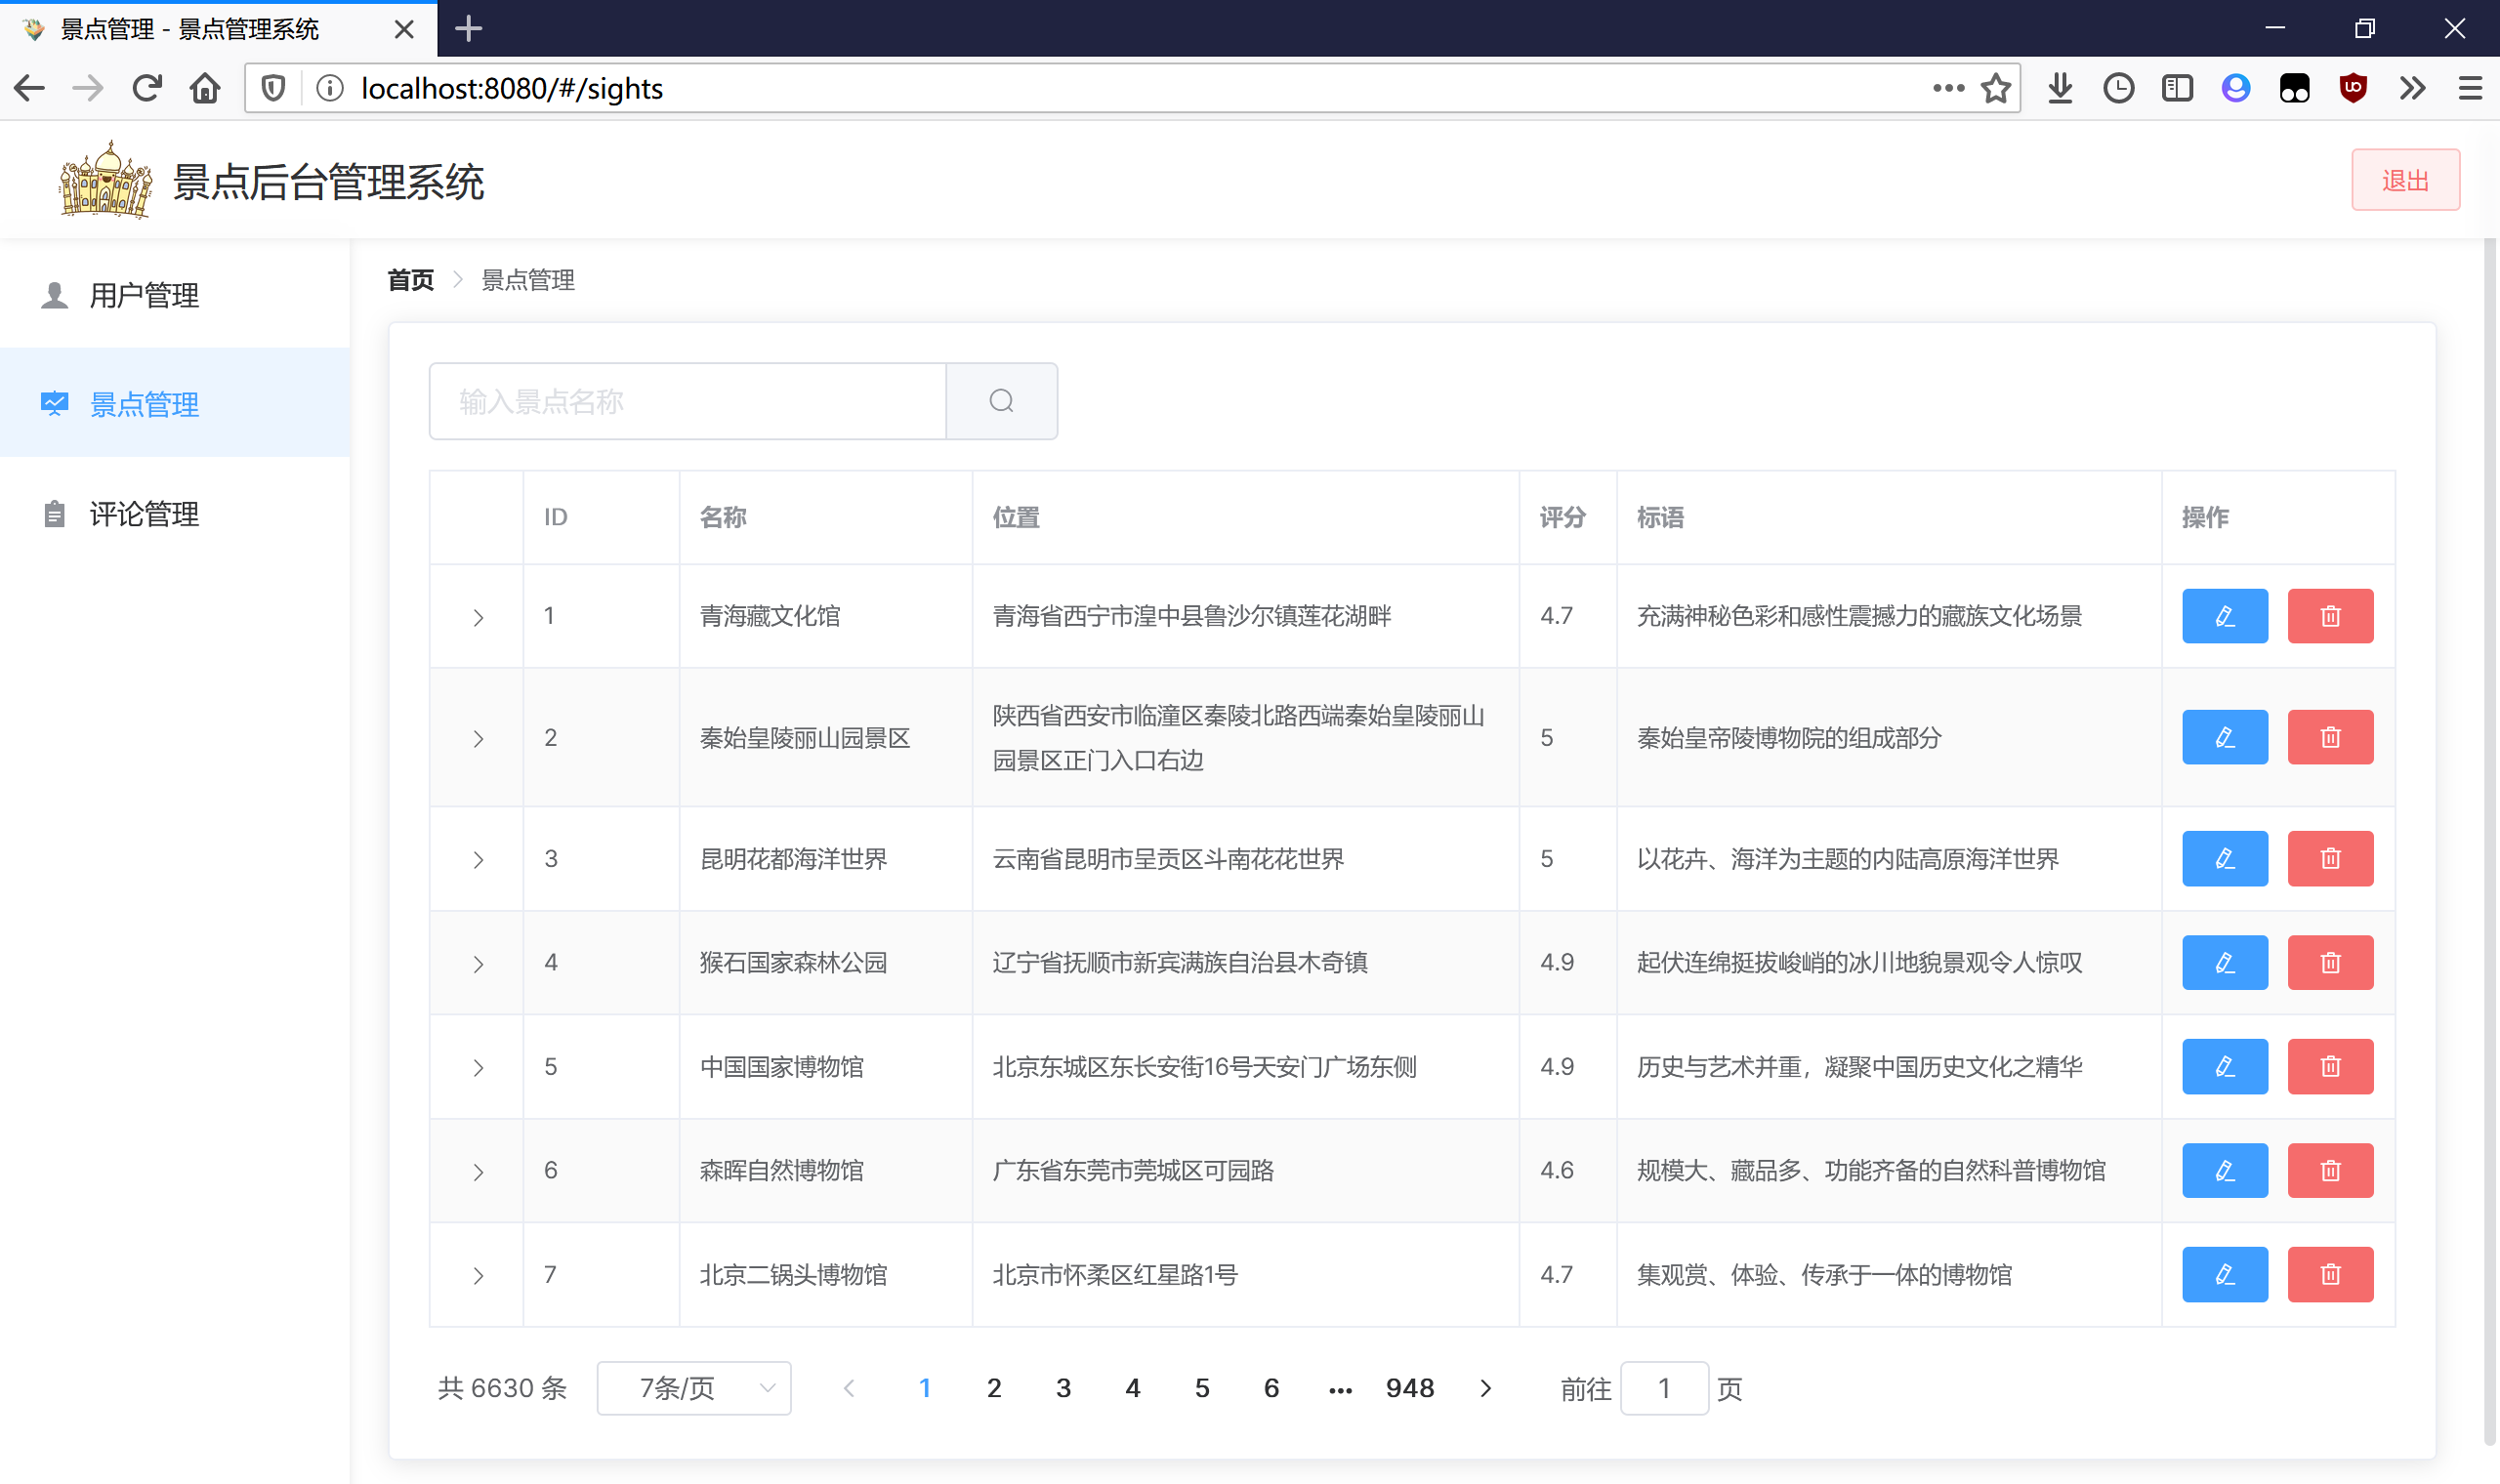 景点管理 - 景点管理系统
localhost:8080/#/sights
景点后台管理系统
退出
用户管理
景点管理
评论管理
首页 景点管理
输入景点名称
ID 名称 位置 评分 标语 操作
1 青海藏文化馆 青海省西宁市湟中县鲁沙尔镇莲花湖畔 4.7 充满神秘色彩和感性震撼力的藏族文化场景
2 秦始皇陵丽山园景区 陕西省西安市临潼区秦陵北路西端秦始皇陵丽山
园景区正门入口右边 5 秦始皇帝陵博物院的组成部分
3 昆明花都海洋世界 云南省昆明市呈贡区斗南花花世界 5 以花卉、海洋为主题的内陆高原海洋世界
4 猴石国家森林公园 辽宁省抚顺市新宾满族自治县木奇镇 4.9 起伏连绵挺拔峻峭的冰川地貌景观令人惊叹
5 中国国家博物馆 北京东城区东长安街16号天安门广场东侧 4.9 历史与艺术并重，凝聚中国历史文化之精华
6 森晖自然博物馆 广东省东莞市莞城区可园路 4.6 规模大、藏品多、功能齐备的自然科普博物馆
7 北京二锅头博物馆 北京市怀柔区红星路1号 4.7 集观赏、体验、传承于一体的博物馆
共 6630 条 7条/页 1 2 3 4 5 6 ••• 948 前往 1 页